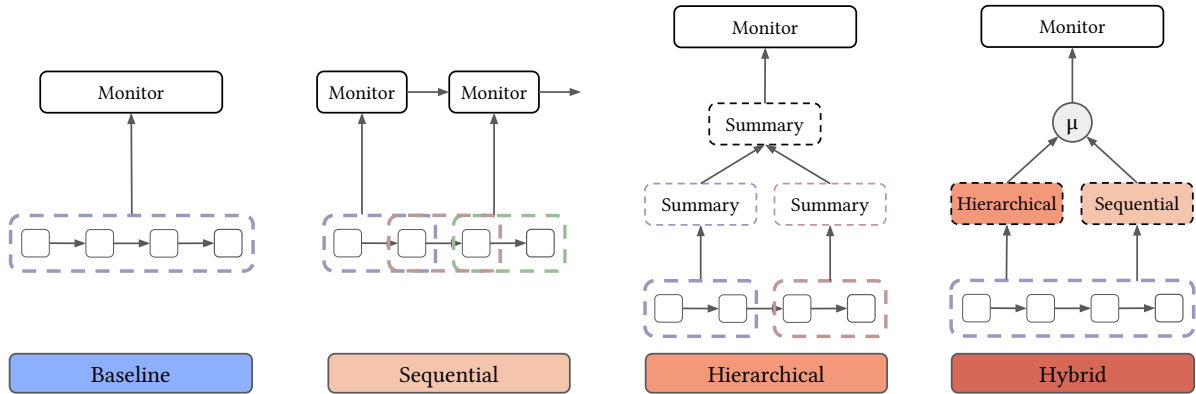 Monitor
Baseline
Monitor
Monitor
Sequential
Monitor
Summary
Summary
Summary
Hierarchical
Monitor
μ
Hierarchical
Sequential
Hybrid